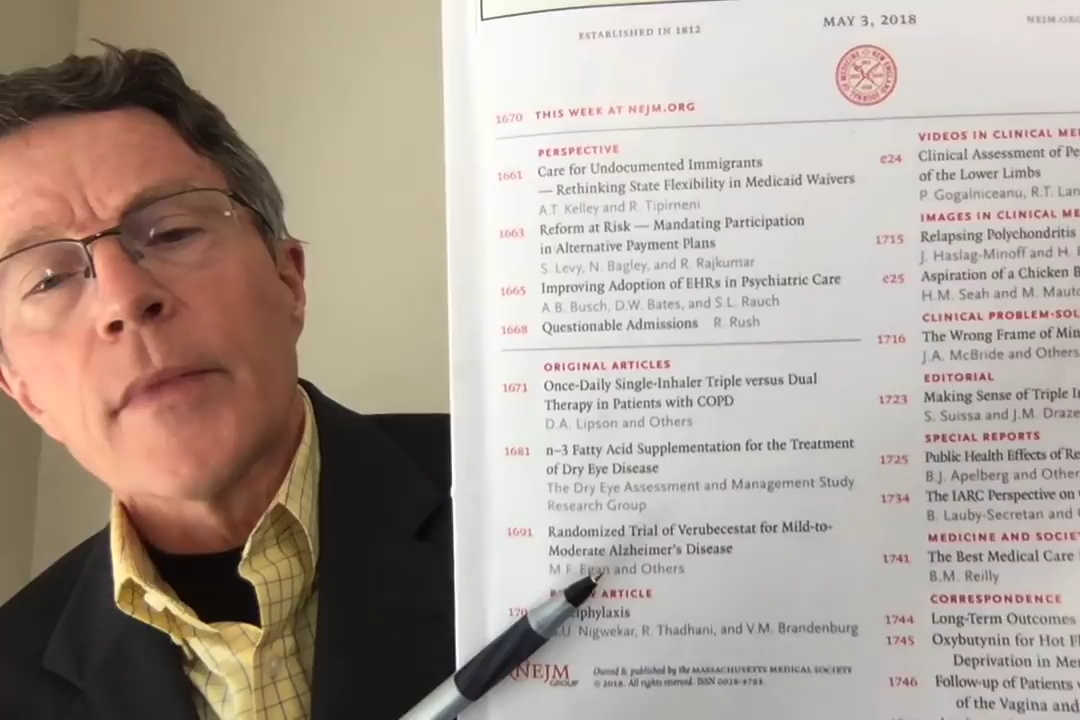 ESTABLISHED IN 1812
MAY 3, 2018
1670 THIS WEEK AT NEJM.ORG
PERSPECTIVE
1661 Care for Undocumented Immigrants
— Rethinking State Flexibility in Medicaid Waivers
A.T. Kelley and R. Tipirneni
1663 Reform at Risk — Mandating Participation
in Alternative Payment Plans
S. Levy, N. Bagley, and R. Rajkumar
1665 Improving Adoption of EHRs in Psychiatric Care
A.B. Busch, D.W. Bates, and S.L. Rauch
1668 Questionable Admissions R. Rush
ORIGINAL ARTICLES
1671 Once-Daily Single-Inhaler Triple versus Dual
Therapy in Patients with COPD
D.A. Lipson and Others
1681 n–3 Fatty Acid Supplementation for the Treatment
of Dry Eye Disease
The Dry Eye Assessment and Management Study
Research Group
1691 Randomized Trial of Verubecestat for Mild-to-
Moderate Alzheimer's Disease
M.F. Egan and Others
ARTICLE
Nigwekar, R. Thadhani, and V.M. Brandenburg
NEJM
GROUP
Owned & published by the MASSACHUSETTS MEDICAL SOCIETY
© 2018. All rights reserved. ISSN 0028-4793.
VIDEOS IN CLINICAL
e24 Clinical Assessment of
of the Lower Limbs
P. Gogalniceanu, R.T.
IMAGES IN CLINICAL
1715 Relapsing Polychondritis
J. Haslag-Minoff and H.
e25 Aspiration of a Chicken
H.M. Seah and M.
CLINICAL
1716 The Wrong Frame of
J.A. McBride and Others
EDITORIAL
1723 Making Sense of Triple
S. Suissa and J.M.
SPECIAL REPORTS
1725 Public Health Effects of
B.J. Apelberg and
1734 The IARC Perspective on
B. Lauby-Secretan and
MEDICINE AND
1741 The Best Medical Care
B.M. Reilly
CORRESPONDENCE
1744 Long-Term Outcomes
1745 Oxybutynin for Hot
Deprivation in
1746 Follow-up of Patients
of the Vagina and